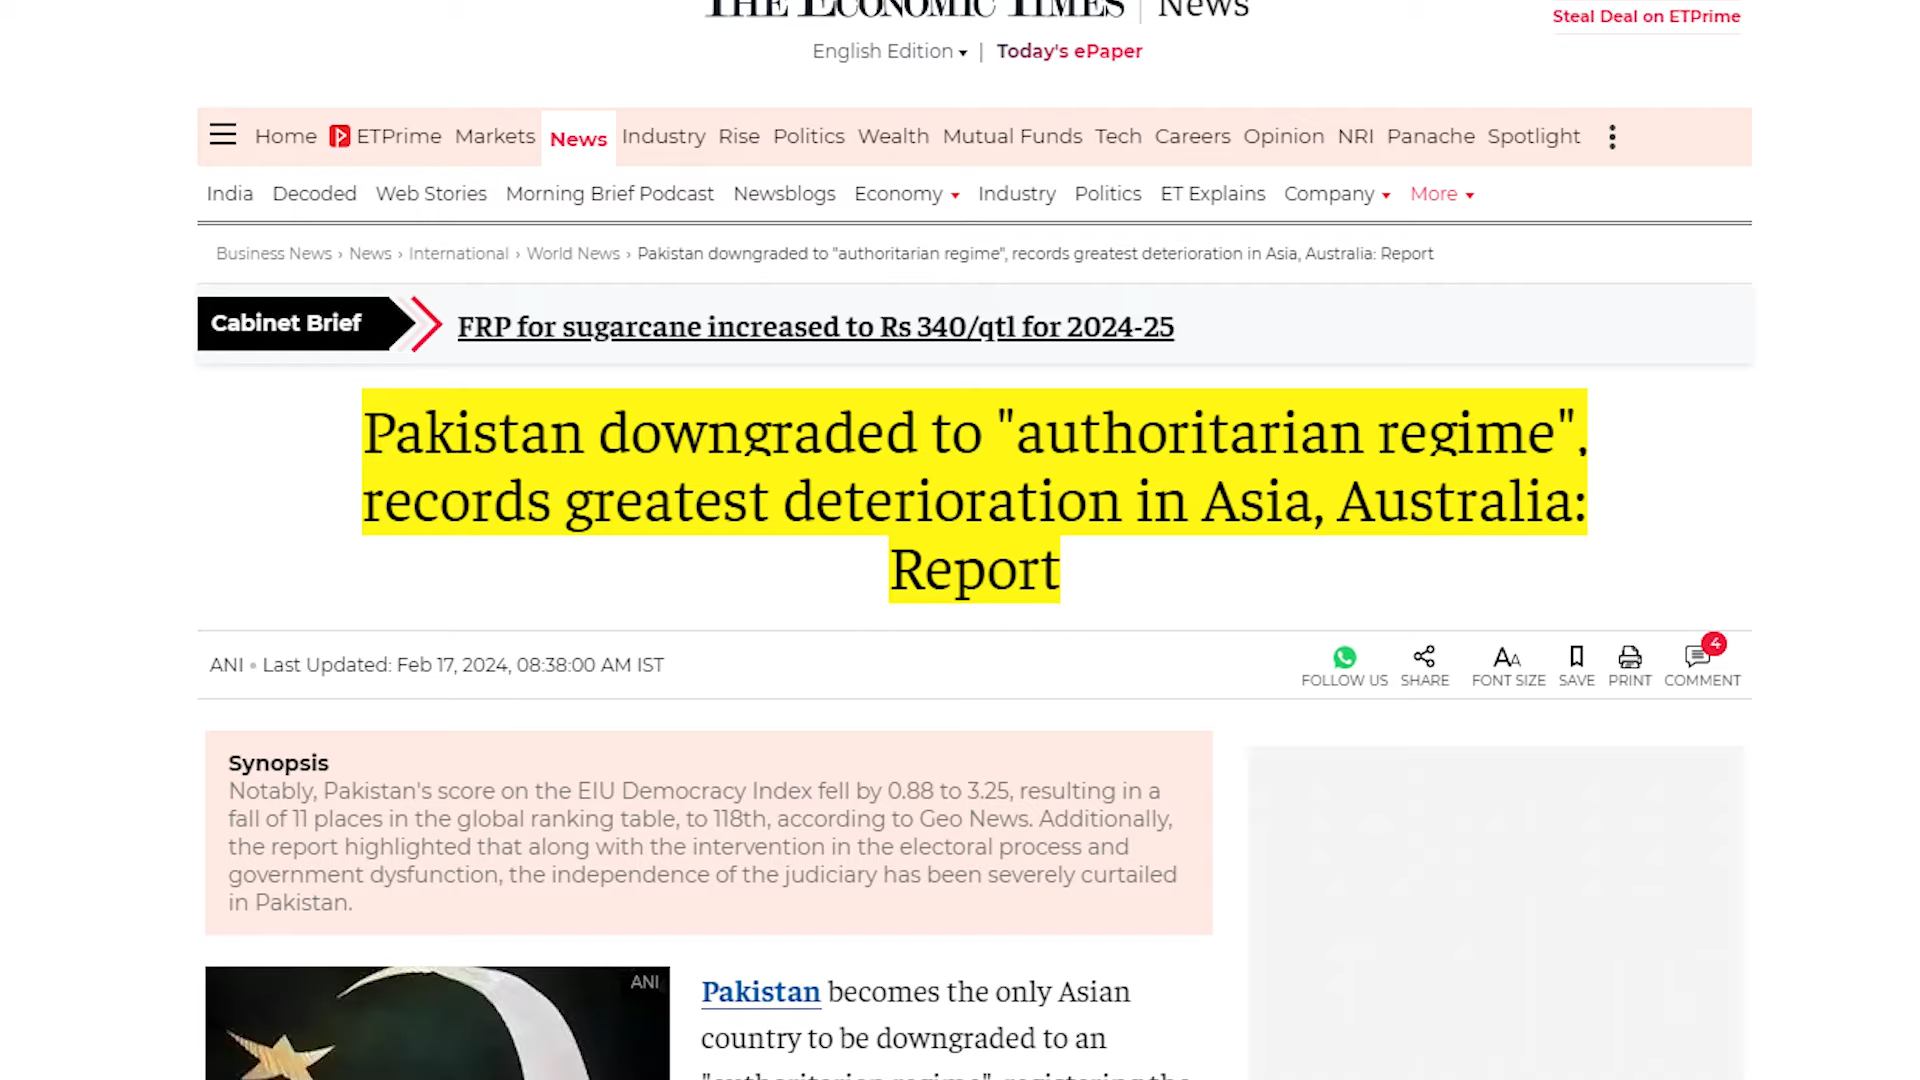 THE ECONOMIC TIMES | News
Steal Deal on ETPrime
English Edition | Today's ePaper
Home ETPrime Markets News Industry Rise Politics Wealth Mutual Funds Tech Careers Opinion NRI Panache Spotlight
India Decoded Web Stories Morning Brief Podcast Newsblogs Economy Industry Politics ET Explains Company More
Business News › News › International › World News › Pakistan downgraded to "authoritarian regime", records greatest deterioration in Asia, Australia: Report
Cabinet Brief FRP for sugarcane increased to Rs 340/qtl for 2024-25
Pakistan downgraded to "authoritarian regime",
records greatest deterioration in Asia, Australia:
Report
ANI • Last Updated: Feb 17, 2024, 08:38:00 AM IST
4
FOLLOW US SHARE FONT SIZE SAVE PRINT COMMENT
Synopsis
Notably, Pakistan's score on the EIU Democracy Index fell by 0.88 to 3.25, resulting in a
fall of 11 places in the global ranking table, to 118th, according to Geo News. Additionally,
the report highlighted that along with the intervention in the electoral process and
government dysfunction, the independence of the judiciary has been severely curtailed
in Pakistan.
ANI
Pakistan becomes the only Asian
country to be downgraded to an
"authoritarian regime", registering the